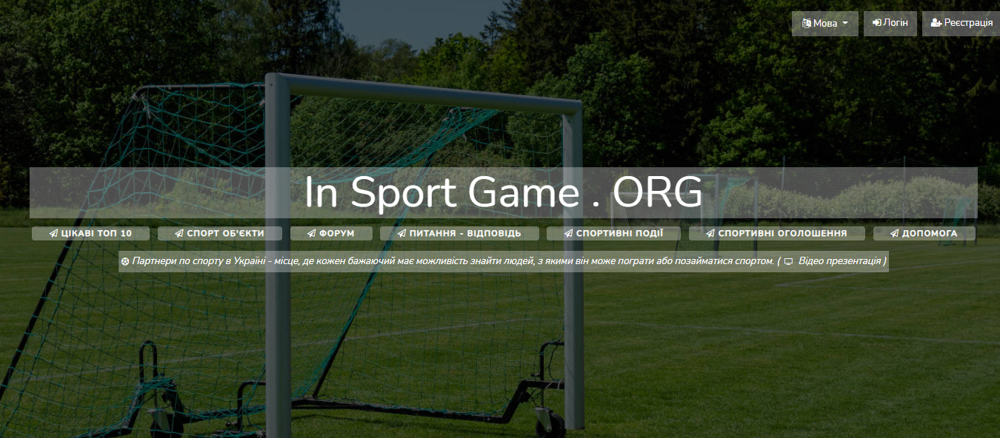 Мова
Логін
Реєстрація
In Sport Game . ORG
ЦІКАВІ ТОП 10
СПОРТ ОБ'ЄКТИ
ФОРУМ
ПИТАННЯ - ВІДПОВІДЬ
СПОРТИВНІ ПОДІЇ
СПОРТИВНІ ОГОЛОШЕННЯ
ДОПОМОГА
Партнери по спорту в Україні - місце, де кожен бажаючий має можливість знайти людей, з якими він може пограти або позайматися спортом. ( Відео презентація )